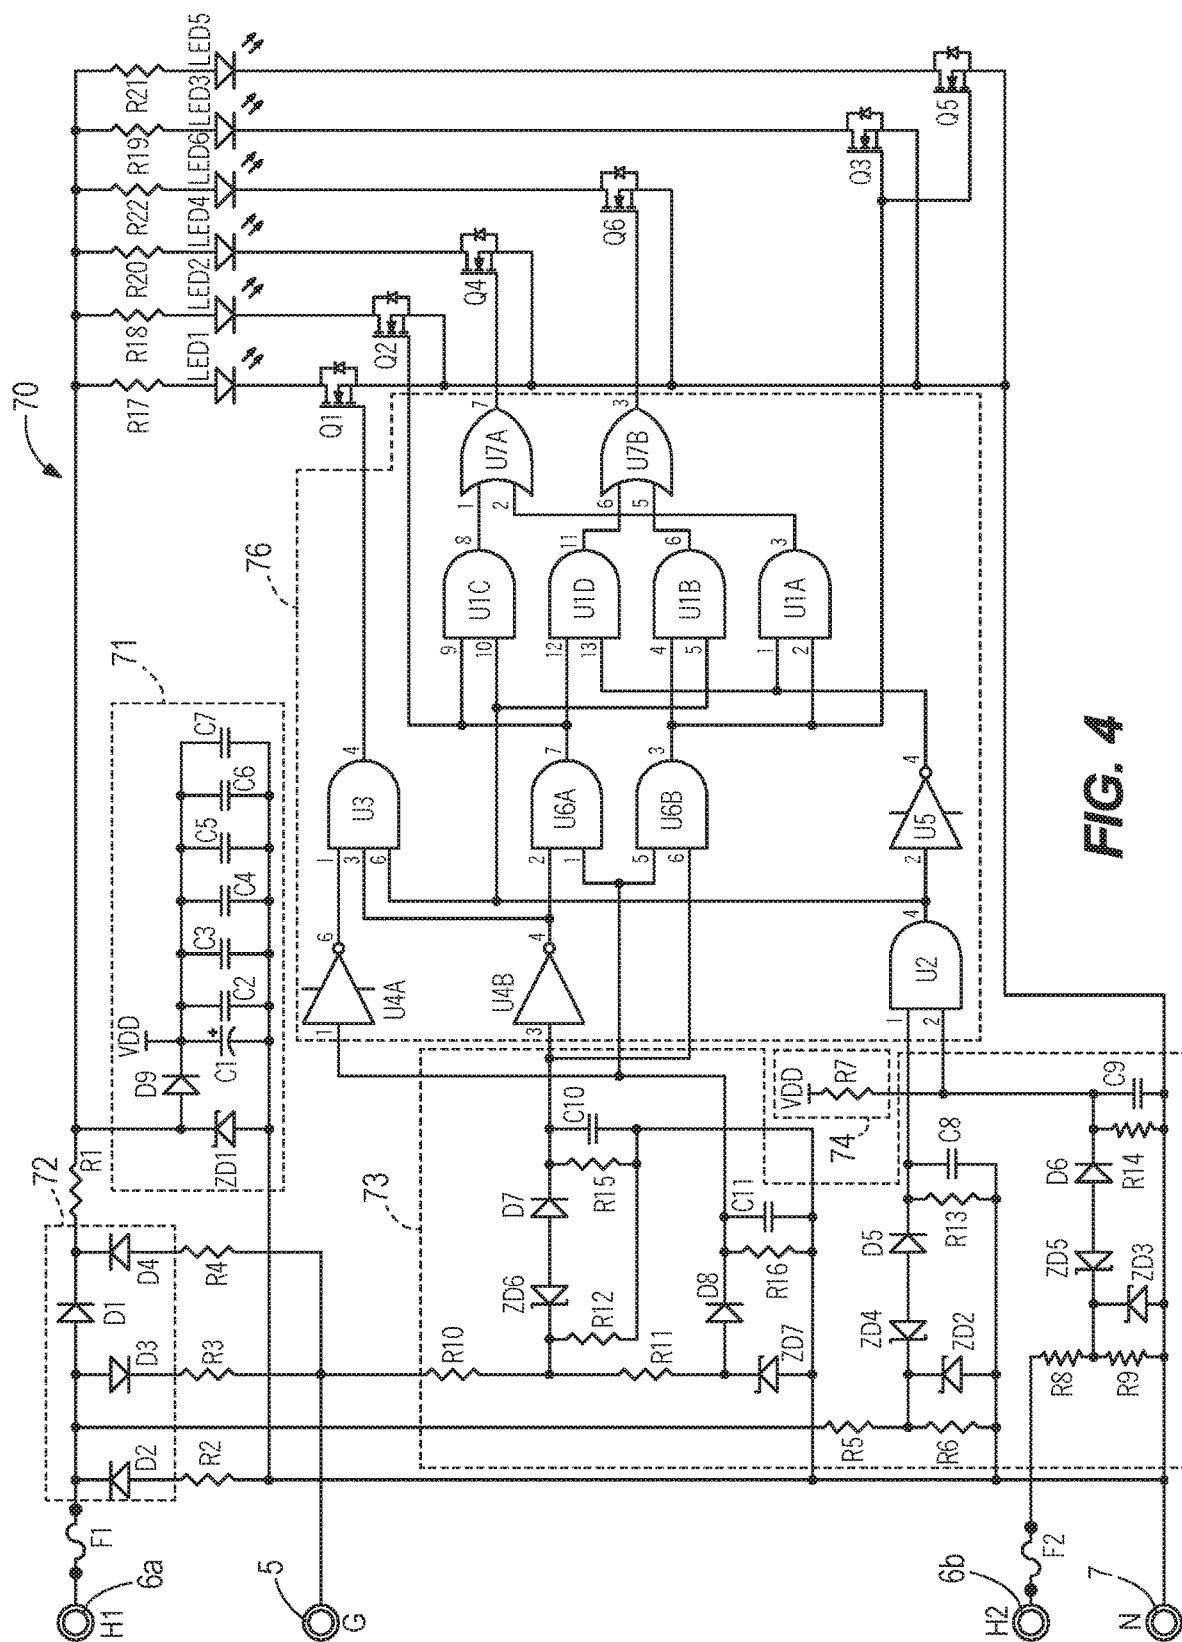 70
R17
R18
R20
R22
R19
R21
LED1
LED2
LED4
LED6
LED3
LED5
Q1
Q2
Q4
Q6
Q3
Q5
71
VDD
D9
ZD1
C1
+
C2
C3
C4
C5
C6
C7
72
R1
D1
D2
D3
D4
R2
R3
R4
F1
H1
6a
G
5
76
U3
1
3
6
4
U4A
1
6
U4B
3
4
U6A
2
1
7
U6B
5
6
3
U1C
9
10
8
U1D
12
13
11
U1B
4
5
6
U1A
1
2
3
U7A
1
2
7
U7B
6
5
3
U5
2
4
U2
1
2
4
73
R10
R11
R12
ZD6
D7
R15
C10
D8
ZD7
R16
C11
74
VDD
R7
R5
R6
ZD4
ZD2
D5
R13
C8
R8
R9
ZD5
ZD3
D6
R14
C9
H2
6b
F2
N
7
FIG. 4